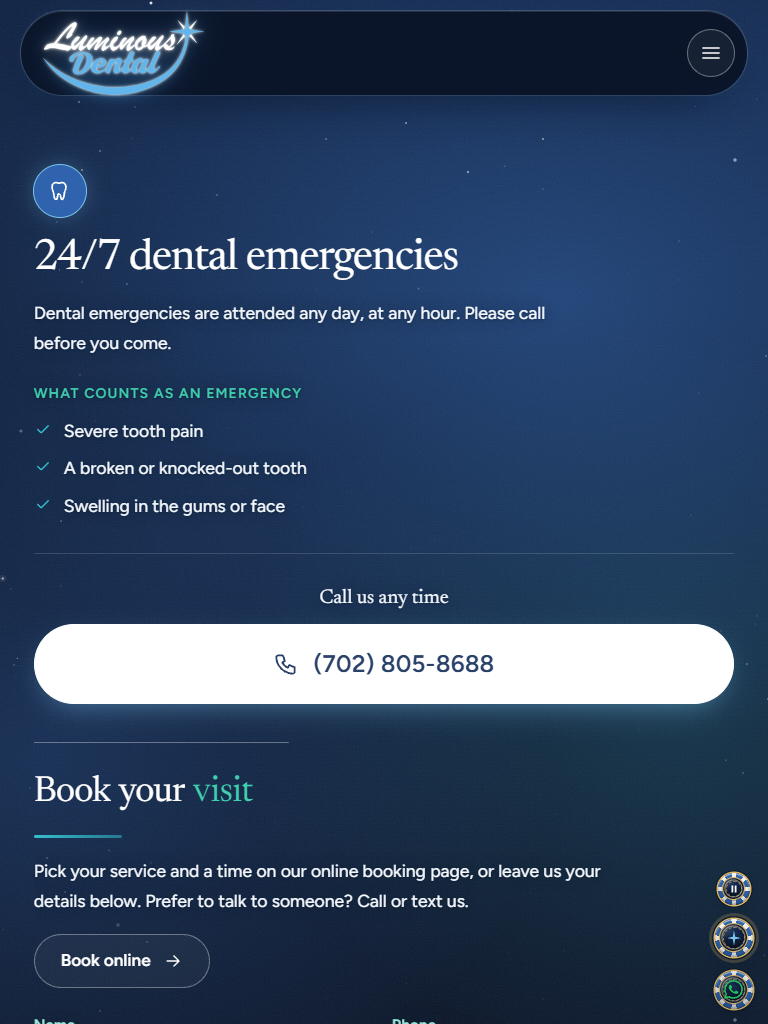 Luminous
Dental
24/7 dental emergencies
Dental emergencies are attended any day, at any hour. Please call
before you come.
WHAT COUNTS AS AN EMERGENCY
Severe tooth pain
A broken or knocked-out tooth
Swelling in the gums or face
Call us any time
(702) 805-8688
Book your visit
Pick your service and a time on our online booking page, or leave us your
details below. Prefer to talk to someone? Call or text us.
Book online
Name
Phone